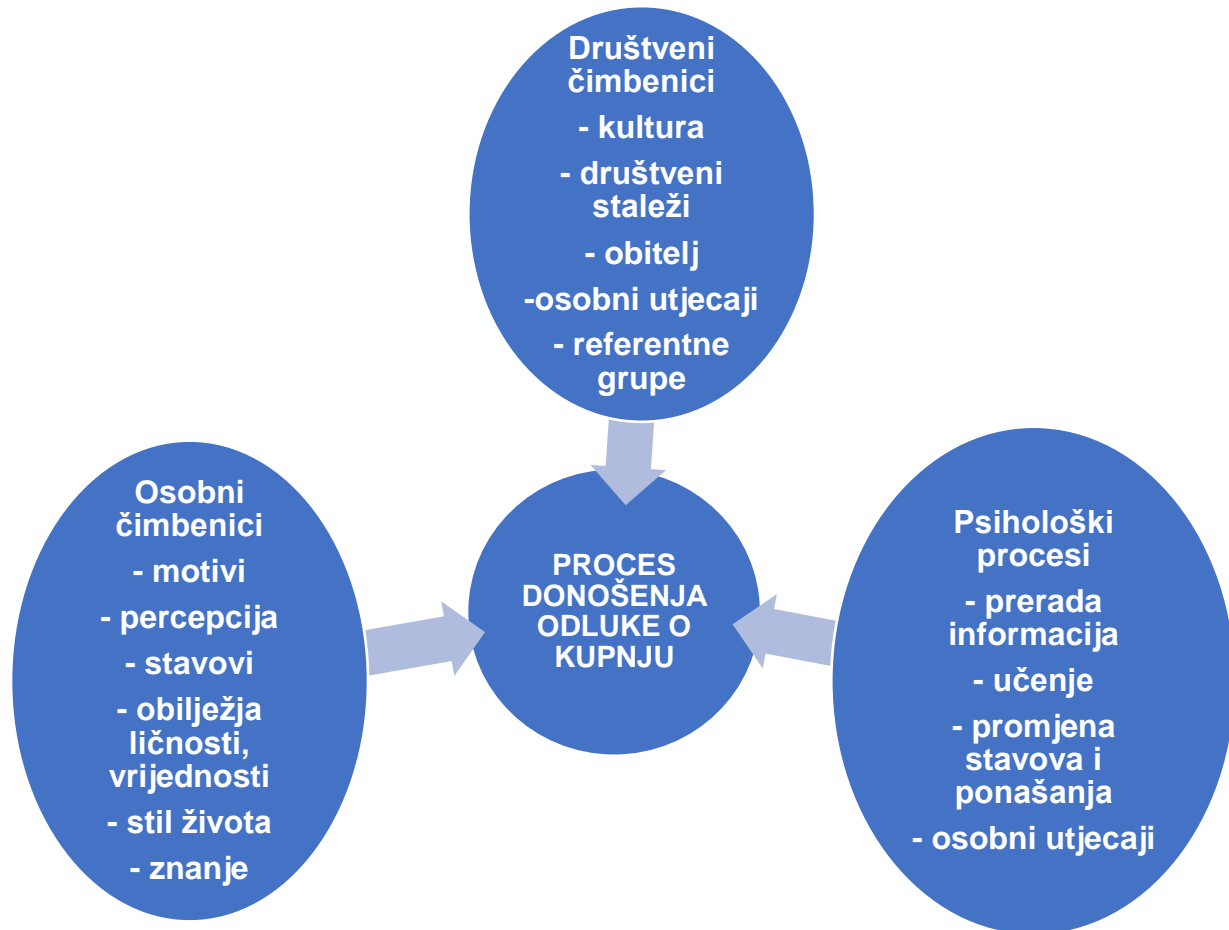 Društveni
čimbenici
- kultura
- društveni
staleži
- obitelj
-osobni utjecaji
- referentne
grupe
Osobni
čimbenici
- motivi
- percepcija
- stavovi
- obilježja
ličnosti,
vrijednosti
- stil života
- znanje
PROCES
DONOŠENJA
ODLUKE O
KUPNJU
Psihološki
procesi
- prerada
informacija
- učenje
- promjena
stavova i
ponašanja
- osobni utjecaji